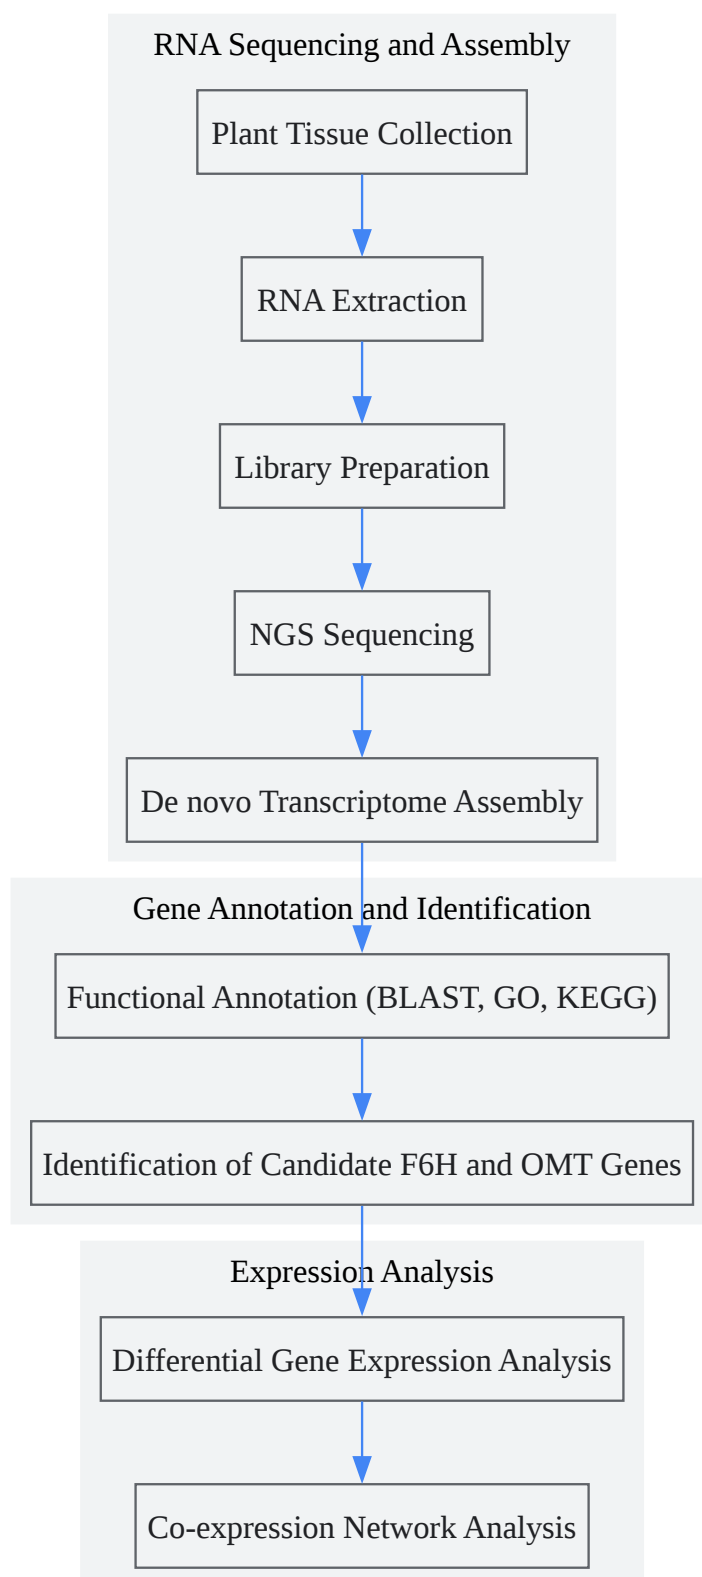 RNA Sequencing and Assembly
Plant Tissue Collection
RNA Extraction
Library Preparation
NGS Sequencing
De novo Transcriptome Assembly
Gene Annotation and Identification
Functional Annotation (BLAST, GO, KEGG)
Identification of Candidate F6H and OMT Genes
Expression Analysis
Differential Gene Expression Analysis
Co-expression Network Analysis